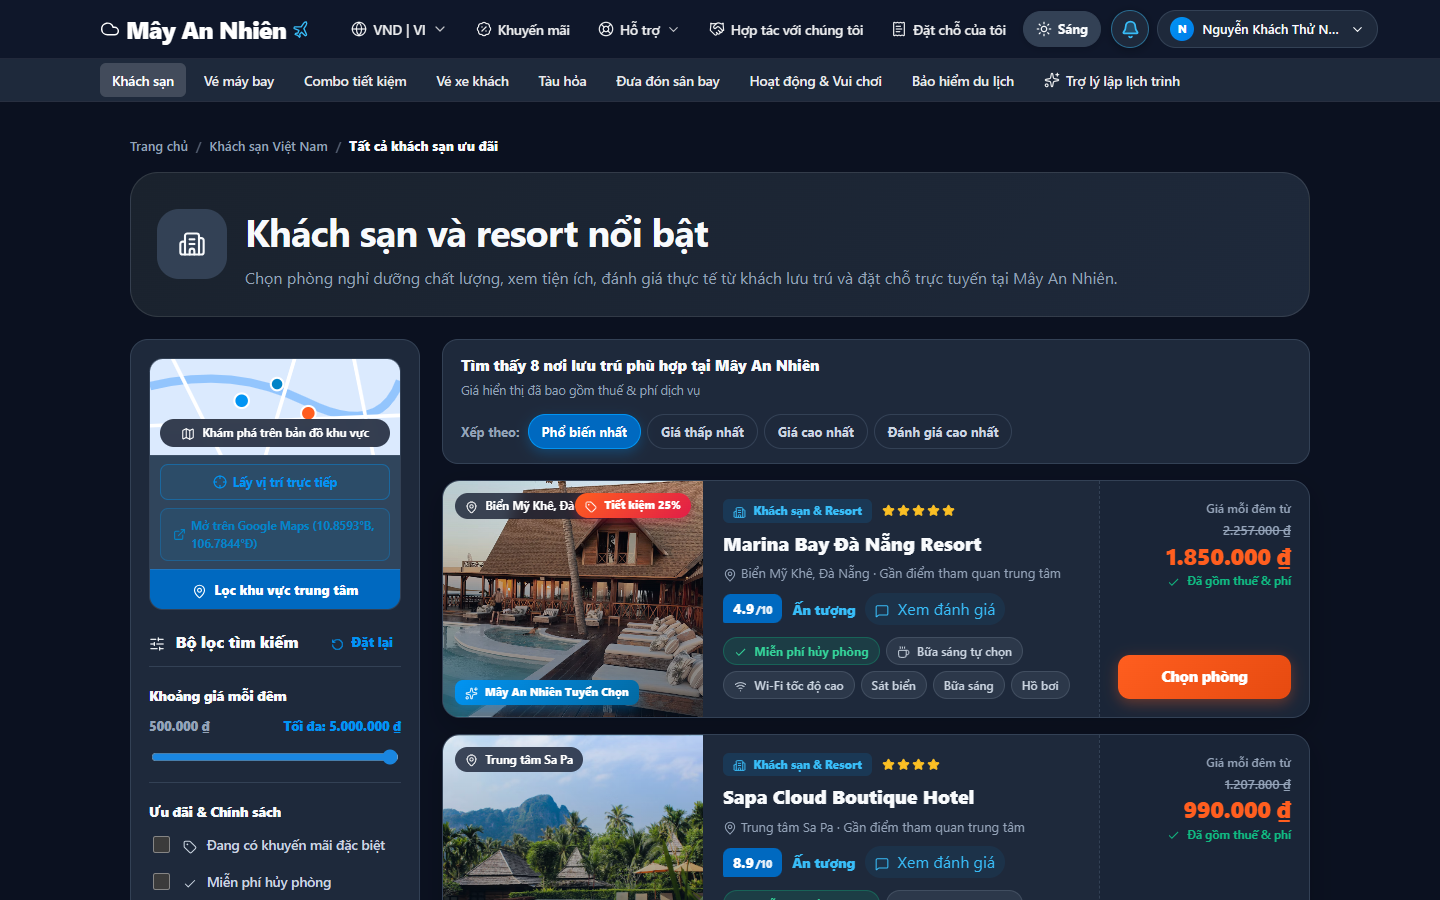 Mây An Nhiên
VND | VI
Khuyến mãi
Hỗ trợ
Hợp tác với chúng tôi
Đặt chỗ của tôi
Sáng
N
Nguyễn Khách Thử N...
Khách sạn
Vé máy bay
Combo tiết kiệm
Vé xe khách
Tàu hỏa
Đưa đón sân bay
Hoạt động & Vui chơi
Bảo hiểm du lịch
Trợ lý lập lịch trình
Trang chủ / Khách sạn Việt Nam / Tất cả khách sạn ưu đãi
Khách sạn và resort nổi bật
Chọn phòng nghỉ dưỡng chất lượng, xem tiện ích, đánh giá thực tế từ khách lưu trú và đặt chỗ trực tuyến tại Mây An Nhiên.
Khám phá trên bản đồ khu vực
Lấy vị trí trực tiếp
Mở trên Google Maps (10.8593°B,
106.7844°Đ)
Lọc khu vực trung tâm
Bộ lọc tìm kiếm
Đặt lại
Khoảng giá mỗi đêm
500.000 ₫
Tối đa: 5.000.000 ₫
Ưu đãi & Chính sách
Đang có khuyến mãi đặc biệt
Miễn phí hủy phòng
Tìm thấy 8 nơi lưu trú phù hợp tại Mây An Nhiên
Giá hiển thị đã bao gồm thuế & phí dịch vụ
Xếp theo:
Phổ biến nhất
Giá thấp nhất
Giá cao nhất
Đánh giá cao nhất
Biển Mỹ Khê, Đà
Tiết kiệm 25%
Mây An Nhiên Tuyển Chọn
Khách sạn & Resort
Marina Bay Đà Nẵng Resort
Biển Mỹ Khê, Đà Nẵng · Gần điểm tham quan trung tâm
4.9/10
Ấn tượng
Xem đánh giá
Miễn phí hủy phòng
Bữa sáng tự chọn
Wi-Fi tốc độ cao
Sát biển
Bữa sáng
Hồ bơi
Giá mỗi đêm từ
2.257.000 ₫
1.850.000 ₫
Đã gồm thuế & phí
Chọn phòng
Trung tâm Sa Pa
Khách sạn & Resort
Sapa Cloud Boutique Hotel
Trung tâm Sa Pa · Gần điểm tham quan trung tâm
8.9/10
Ấn tượng
Xem đánh giá
Giá mỗi đêm từ
1.207.800 ₫
990.000 ₫
Đã gồm thuế & phí